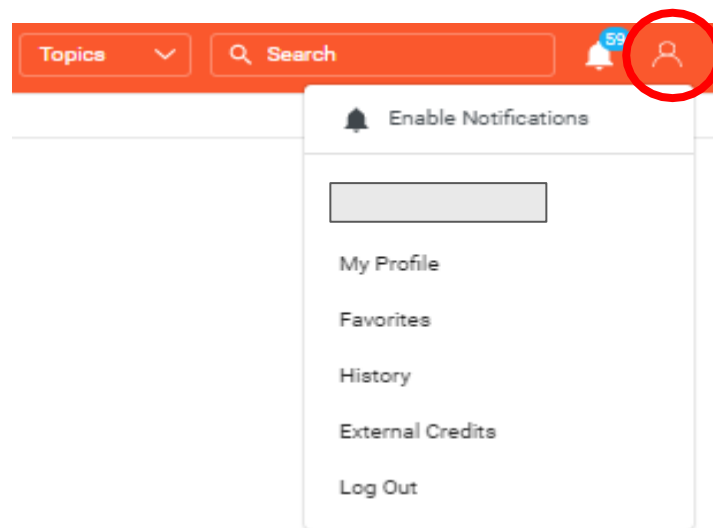 Topics
Search
59
Enable Notifications
My Profile
Favorites
History
External Credits
Log Out